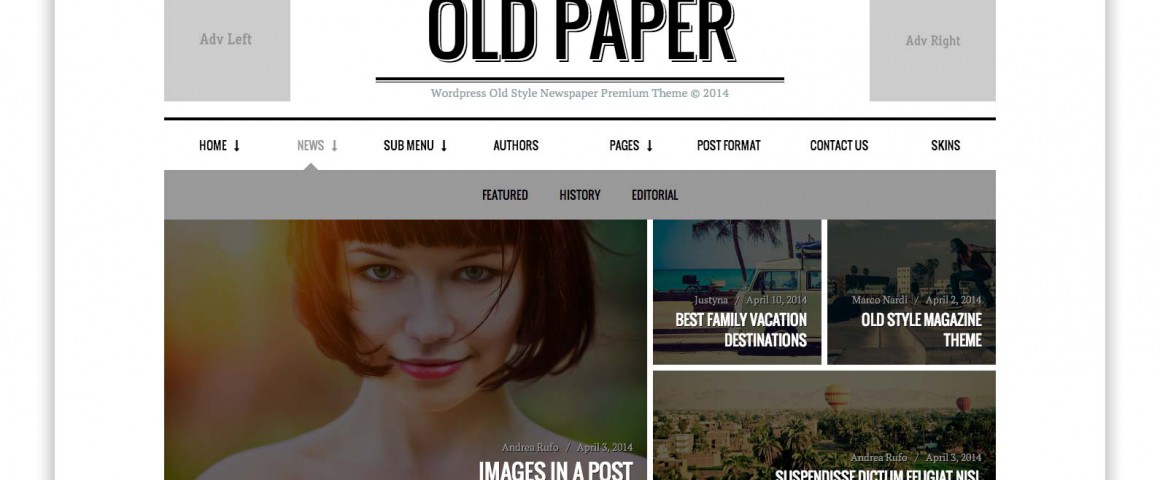 Adv Left
OLD PAPER
Adv Right
Wordpress Old Style Newspaper Premium Theme © 2014
HOME ↓ NEWS ↓ SUB MENU ↓ AUTHORS PAGES ↓ POST FORMAT CONTACT US SKINS
FEATURED HISTORY EDITORIAL
Justyna / April 10, 2014
BEST FAMILY VACATION
DESTINATIONS
Marco Nardi / April 2, 2014
OLD STYLE MAGAZINE
THEME
Andrea Rufo / April 3, 2014
IMAGES IN A POST
Andrea Rufo / April 3, 2014
SUSPENDISSE DICTUM FEUGIAT NISL